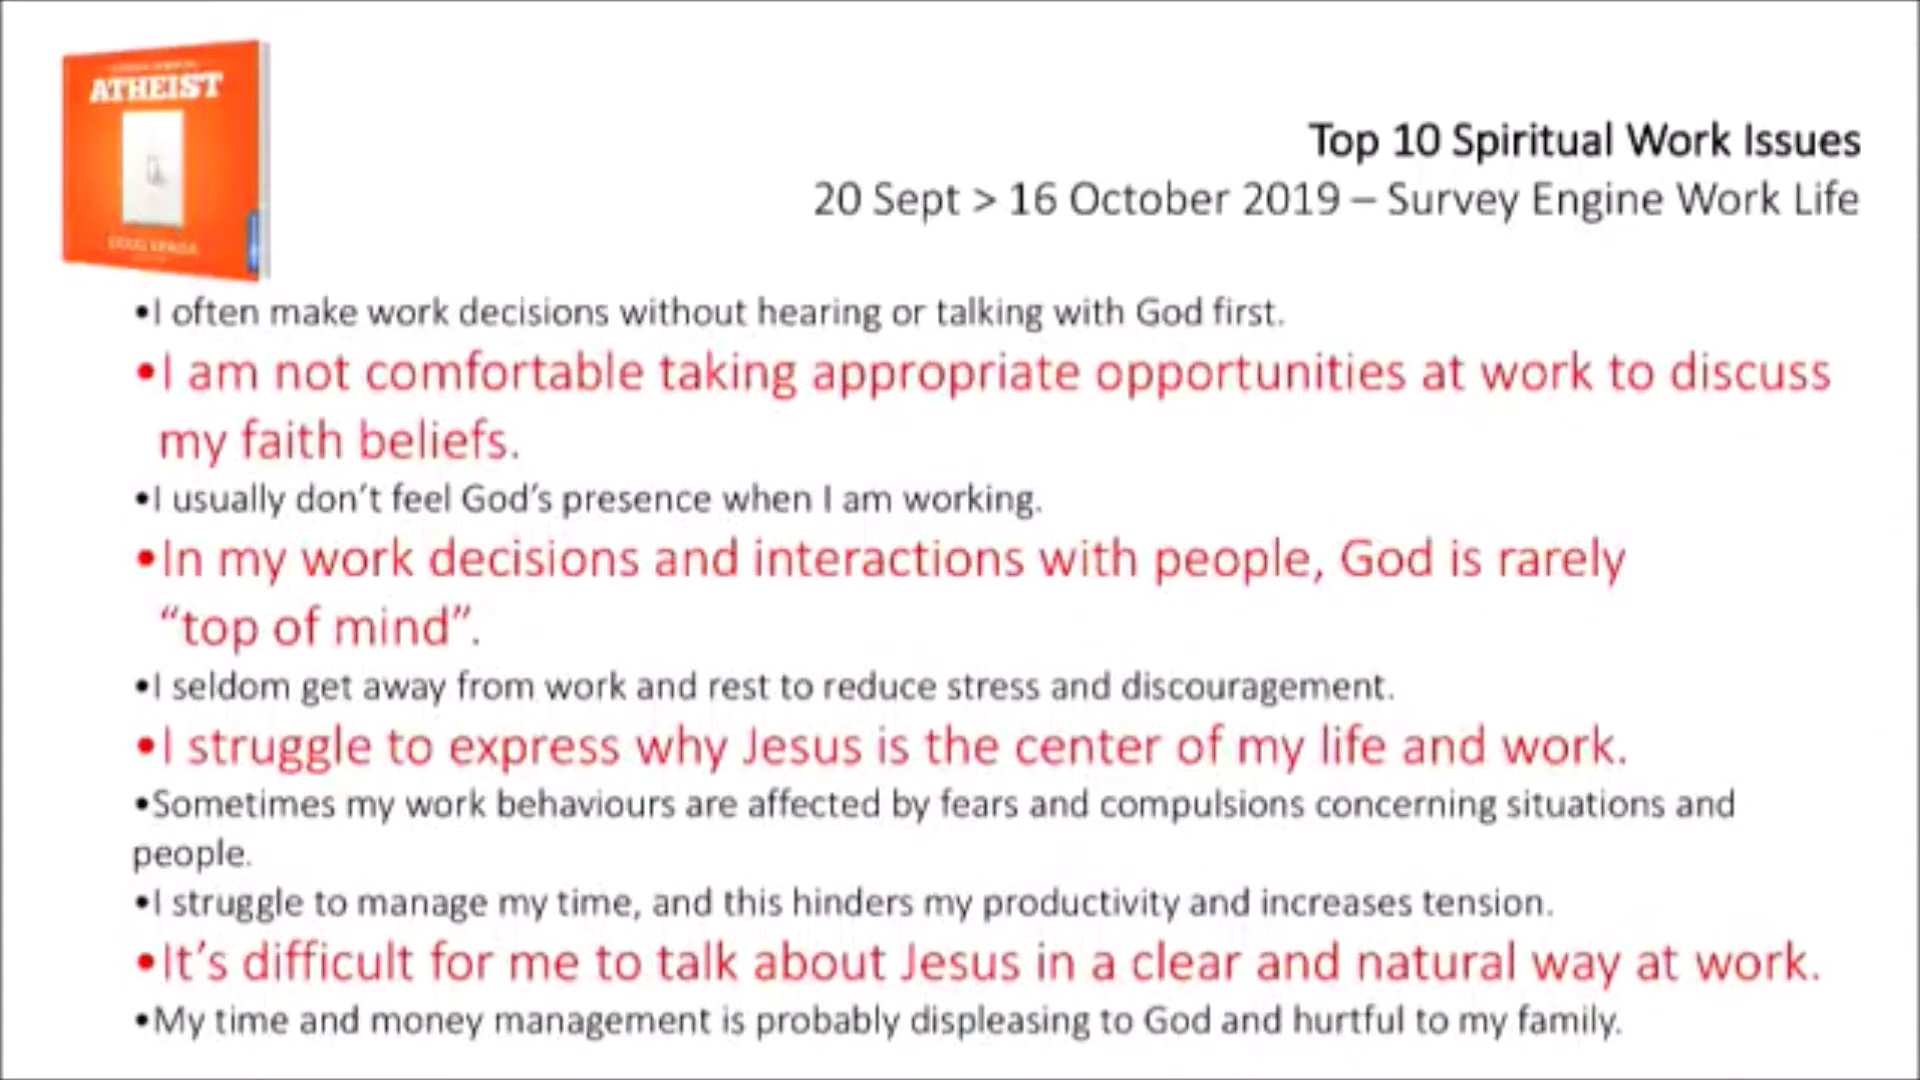 ATHEIST
Top 10 Spiritual Work Issues
20 Sept > 16 October 2019 – Survey Engine Work Life
•I often make work decisions without hearing or talking with God first.
•I am not comfortable taking appropriate opportunities at work to discuss
my faith beliefs.
•I usually don’t feel God’s presence when I am working.
•In my work decisions and interactions with people, God is rarely
“top of mind”.
•I seldom get away from work and rest to reduce stress and discouragement.
•I struggle to express why Jesus is the center of my life and work.
•Sometimes my work behaviours are affected by fears and compulsions concerning situations and
people.
•I struggle to manage my time, and this hinders my productivity and increases tension.
•It’s difficult for me to talk about Jesus in a clear and natural way at work.
•My time and money management is probably displeasing to God and hurtful to my family.